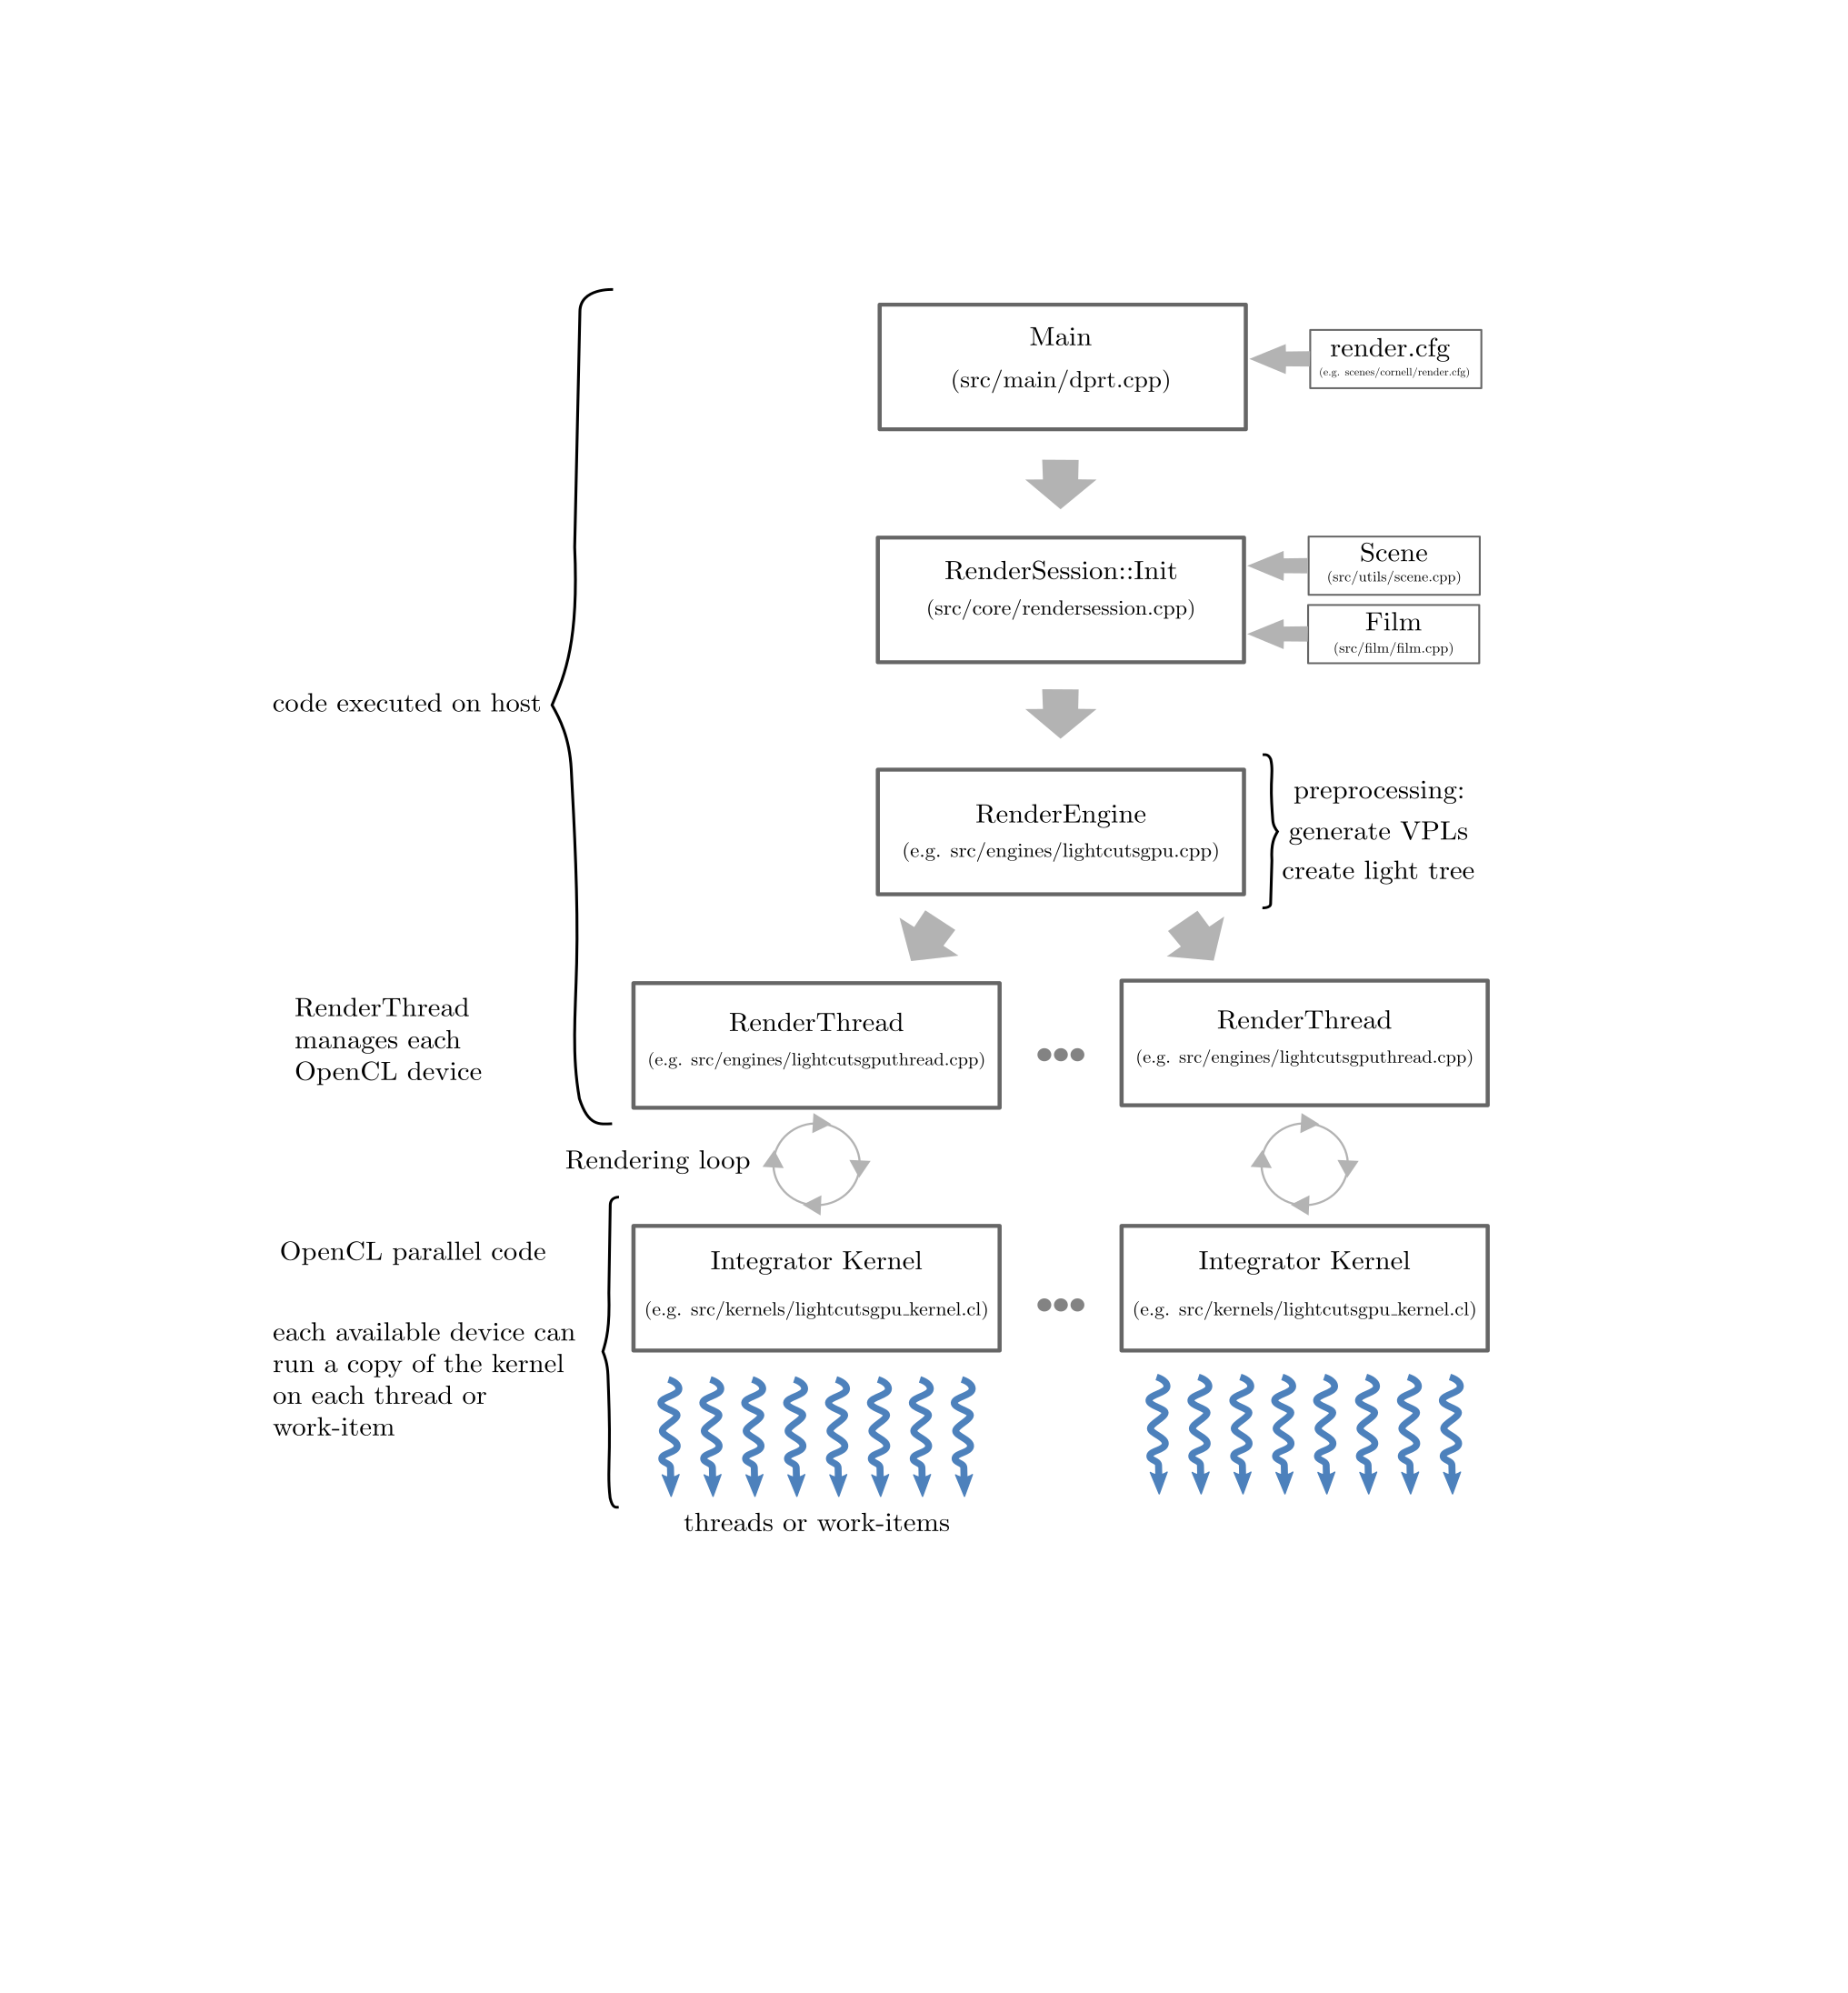 Main
(src/main/dprt.cpp)
render.cfg
(e.g. scenes/cornell/render.cfg)
RenderSession::Init
(src/core/rendersession.cpp)
Scene
(src/utils/scene.cpp)
Film
(src/film/film.cpp)
code executed on host
RenderEngine
(e.g. src/engines/lightcutsgpu.cpp)
preprocessing:
generate VPLs
create light tree
RenderThread
manages each
OpenCL device
RenderThread
(e.g. src/engines/lightcutsgputhread.cpp)
RenderThread
(e.g. src/engines/lightcutsgputhread.cpp)
Rendering loop
OpenCL parallel code
each available device can
run a copy of the kernel
on each thread or
work-item
Integrator Kernel
(e.g. src/kernels/lightcutsgpu_kernel.cl)
Integrator Kernel
(e.g. src/kernels/lightcutsgpu_kernel.cl)
threads or work-items